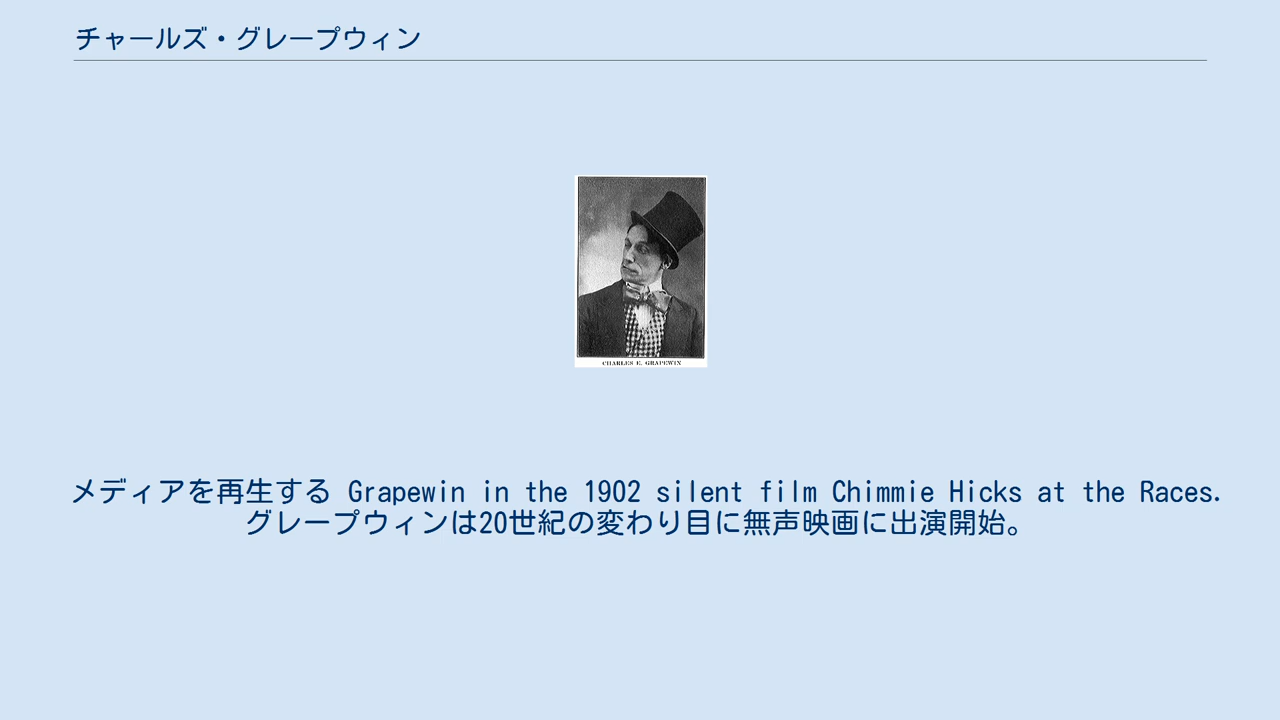 チャールズ・グレープウィン
CHARLES E. GRAPEWIN
メディアを再生する Grapewin in the 1902 silent film Chimmie Hicks at the Races.
グレープウィンは20世紀の変わり目に無声映画に出演開始。